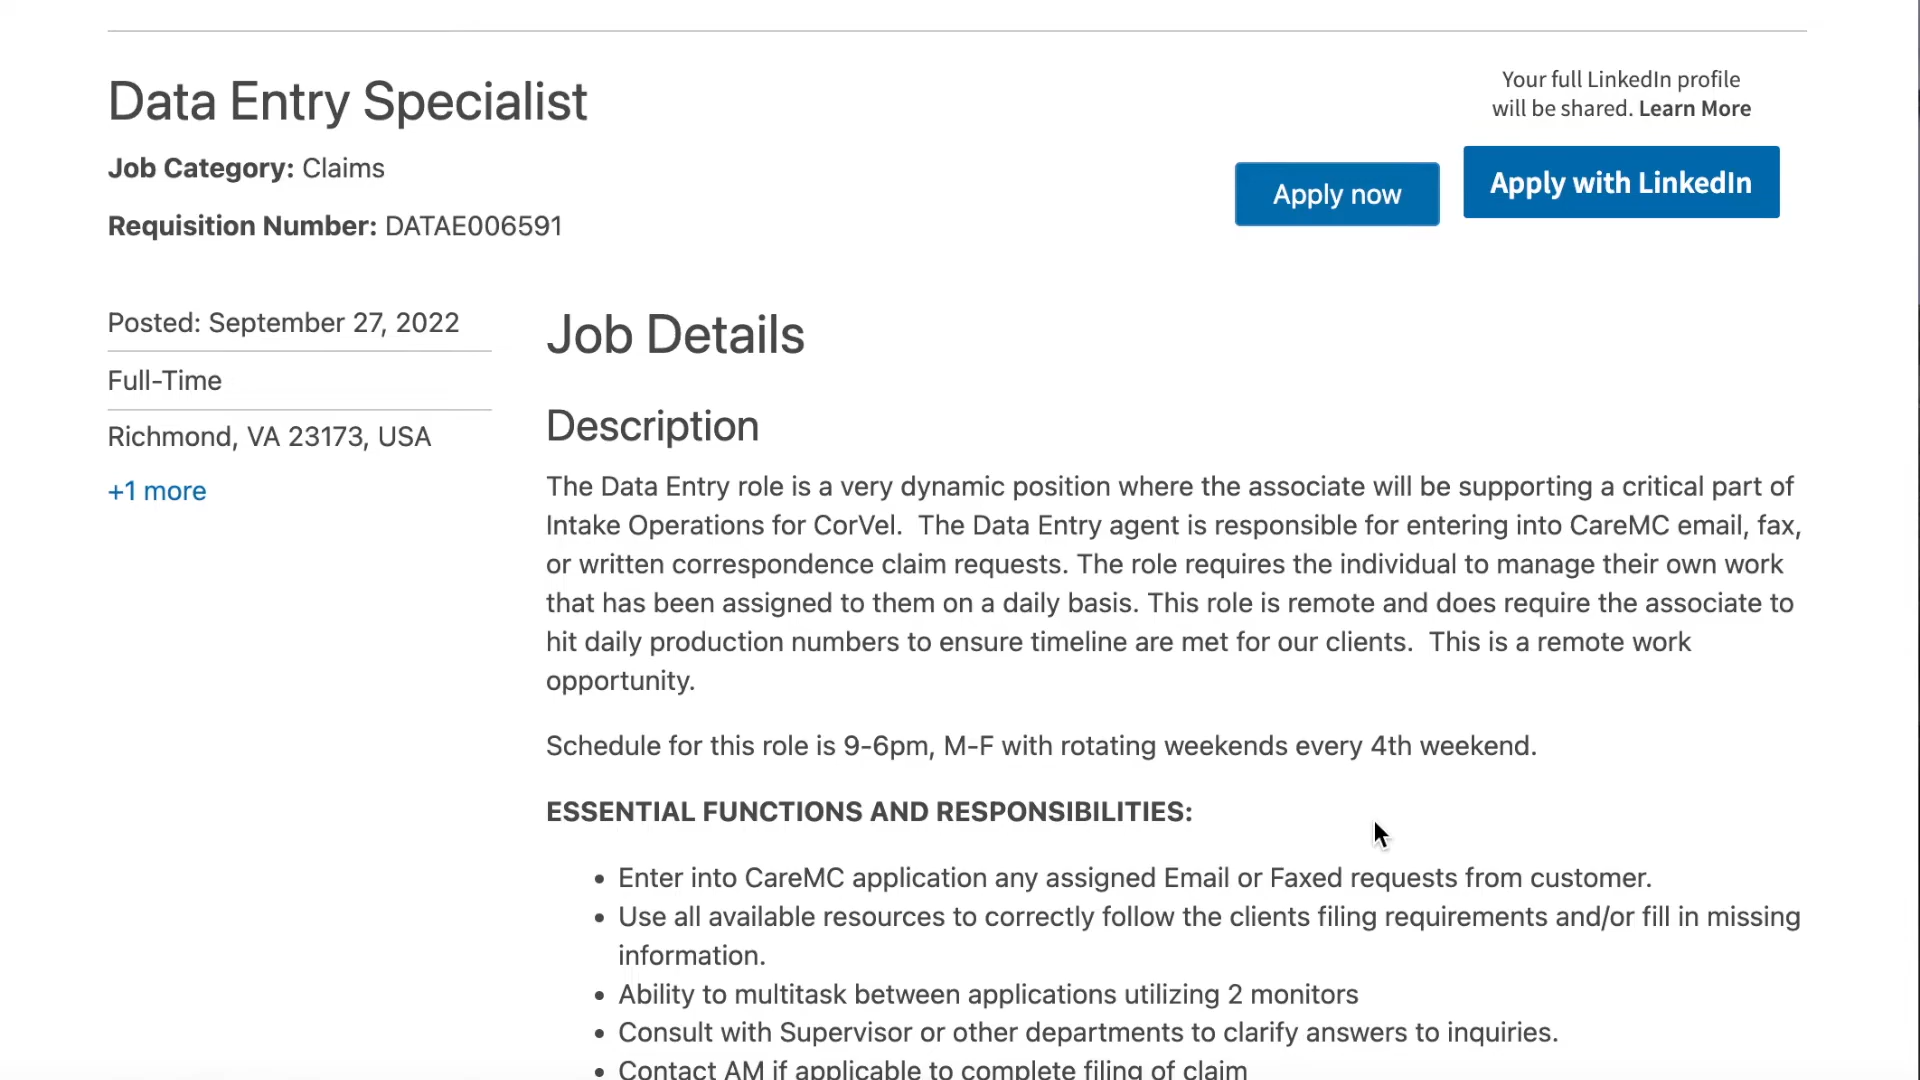 Data Entry Specialist
Job Category: Claims
Requisition Number: DATAE006591
Your full LinkedIn profile
will be shared. Learn More
Apply now
Apply with LinkedIn
Posted: September 27, 2022
Full-Time
Richmond, VA 23173, USA
+1 more
Job Details
Description
The Data Entry role is a very dynamic position where the associate will be supporting a critical part of
Intake Operations for CorVel.  The Data Entry agent is responsible for entering into CareMC email, fax,
or written correspondence claim requests. The role requires the individual to manage their own work
that has been assigned to them on a daily basis. This role is remote and does require the associate to
hit daily production numbers to ensure timeline are met for our clients.  This is a remote work
opportunity.
Schedule for this role is 9-6pm, M-F with rotating weekends every 4th weekend.
ESSENTIAL FUNCTIONS AND RESPONSIBILITIES:
• Enter into CareMC application any assigned Email or Faxed requests from customer.
• Use all available resources to correctly follow the clients filing requirements and/or fill in missing
information.
• Ability to multitask between applications utilizing 2 monitors
• Consult with Supervisor or other departments to clarify answers to inquiries.
• Contact AM if applicable to complete filing of claim